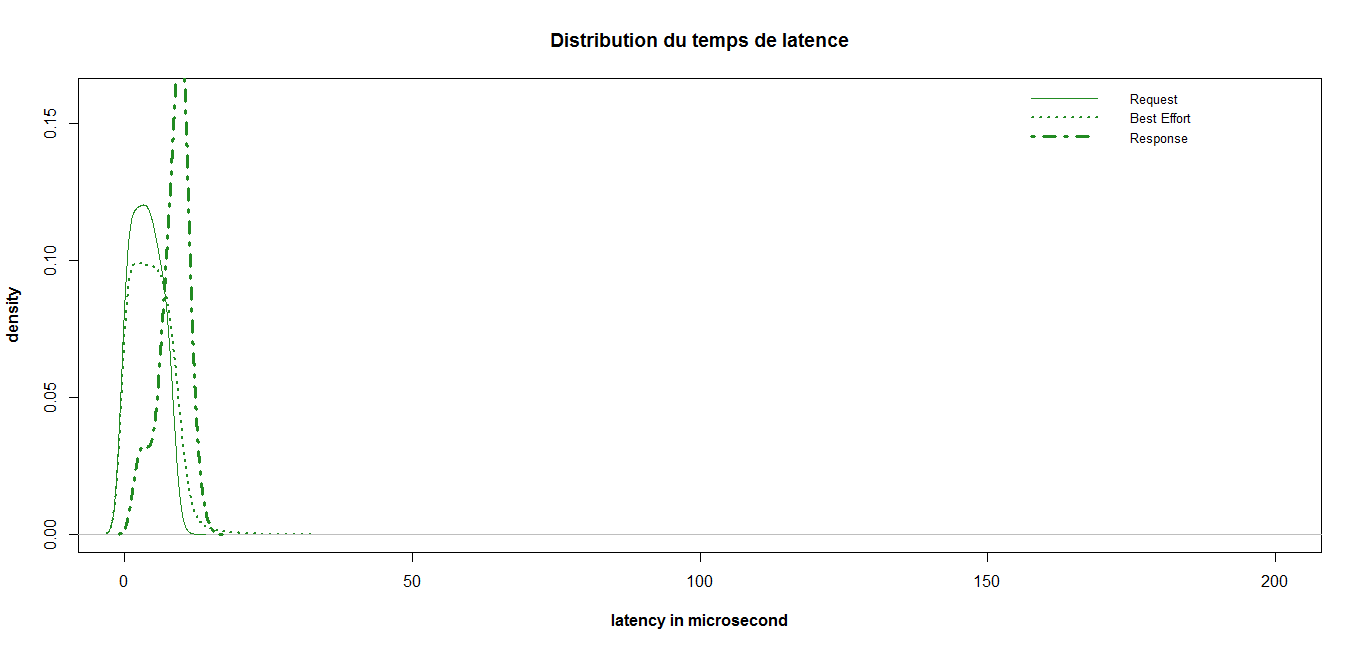 Distribution du temps de latence
Request
Best Effort
Response
0.15
0.10
0.05
0.00
density
0 50 100 150 200
latency in microsecond